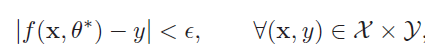 |f(x, θ*) − y| < ϵ, ∀(x, y) ∈ 𝒳 × 𝒴,